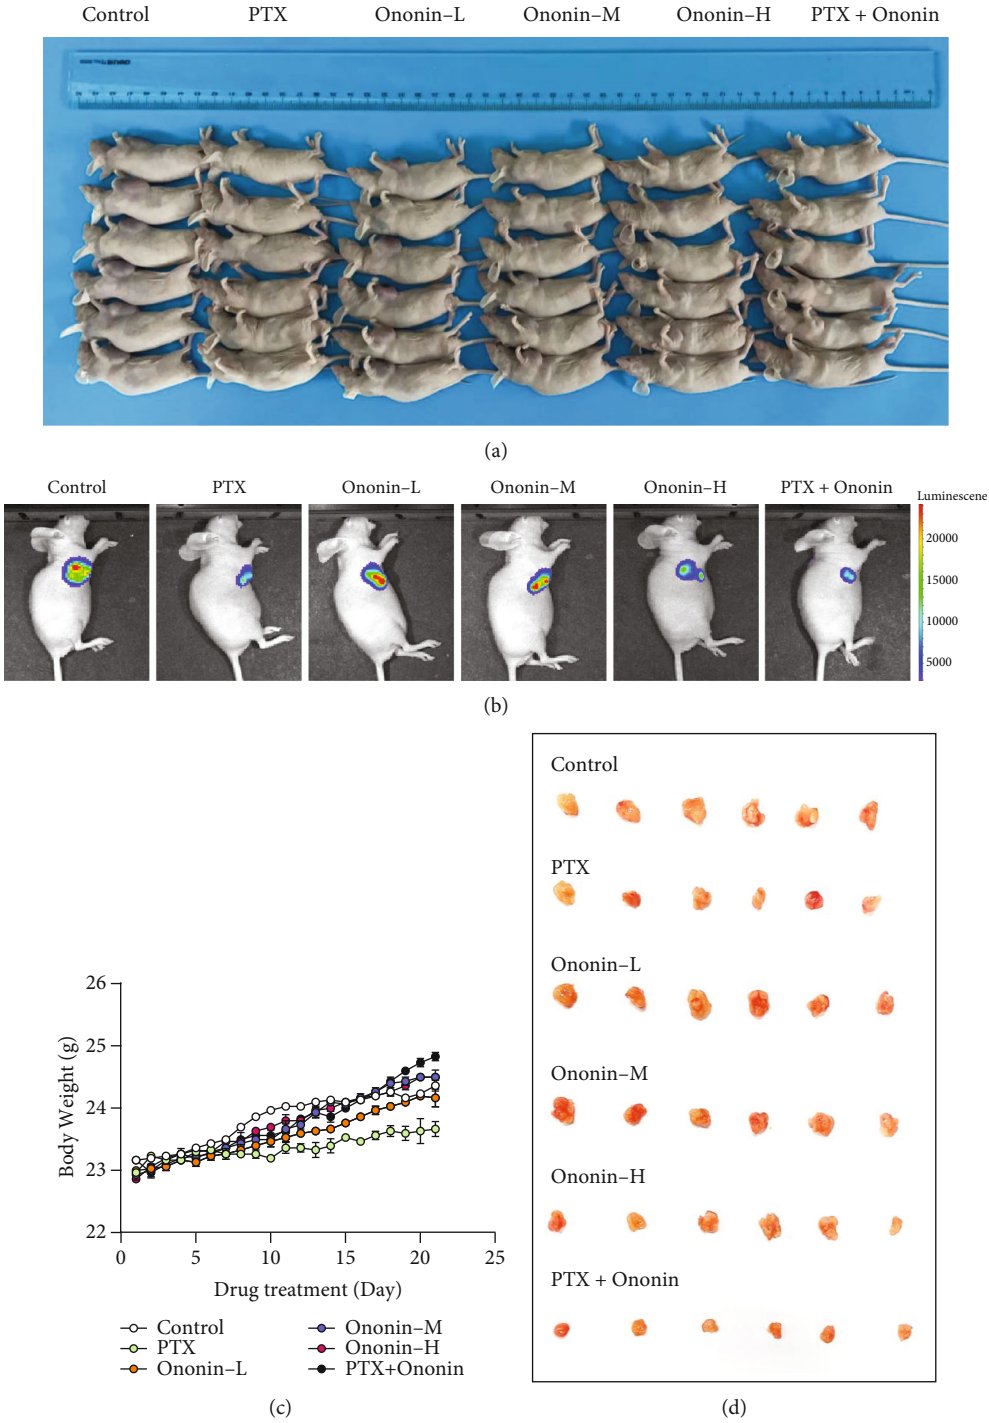 Control PTX Ononin–L Ononin–M Ononin–H PTX + Ononin
(a)
Control PTX Ononin–L Ononin–M Ononin–H PTX + Ononin
Luminescene
20000
15000
10000
5000
(b)
26
25
24
23
22
Body Weight (g)
0 5 10 15 20 25
Drug treatment (Day)
Control
PTX
Ononin–L
Ononin–M
Ononin–H
PTX+Ononin
(c)
Control
PTX
Ononin–L
Ononin–M
Ononin–H
PTX + Ononin
(d)